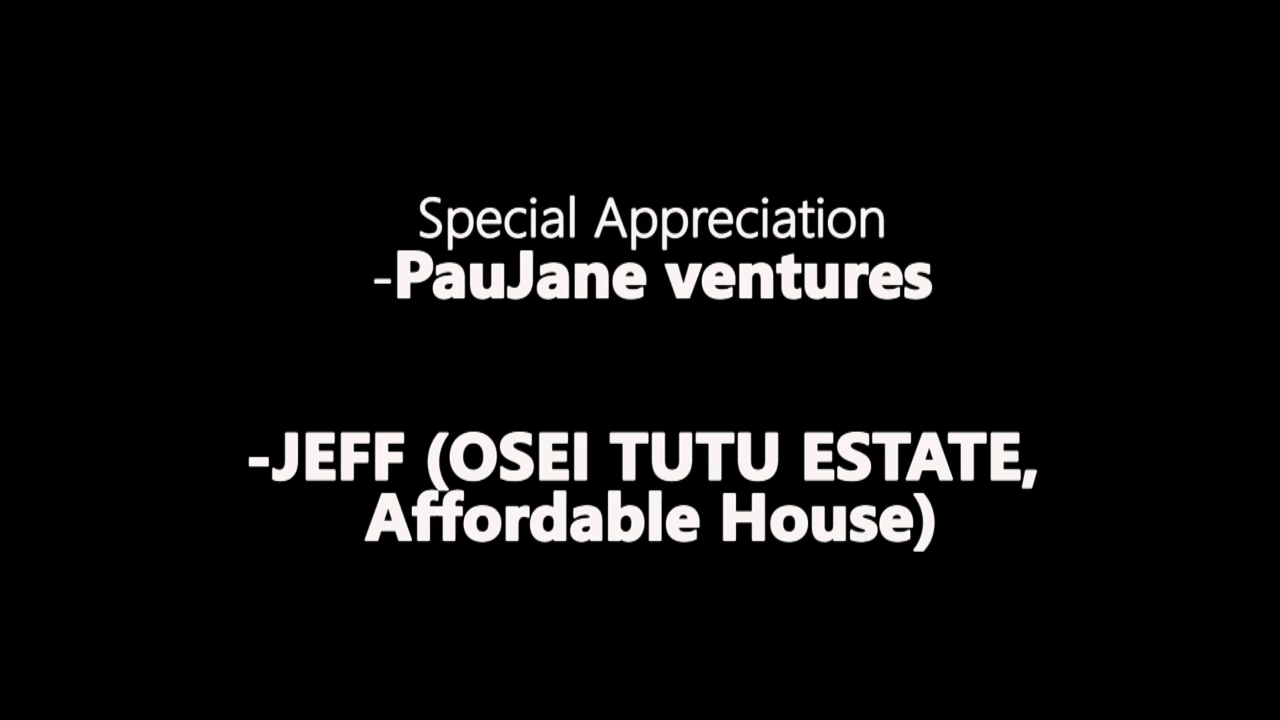 Special Appreciation
-PauJane ventures
-JEFF (OSEI TUTU ESTATE,
Affordable House)